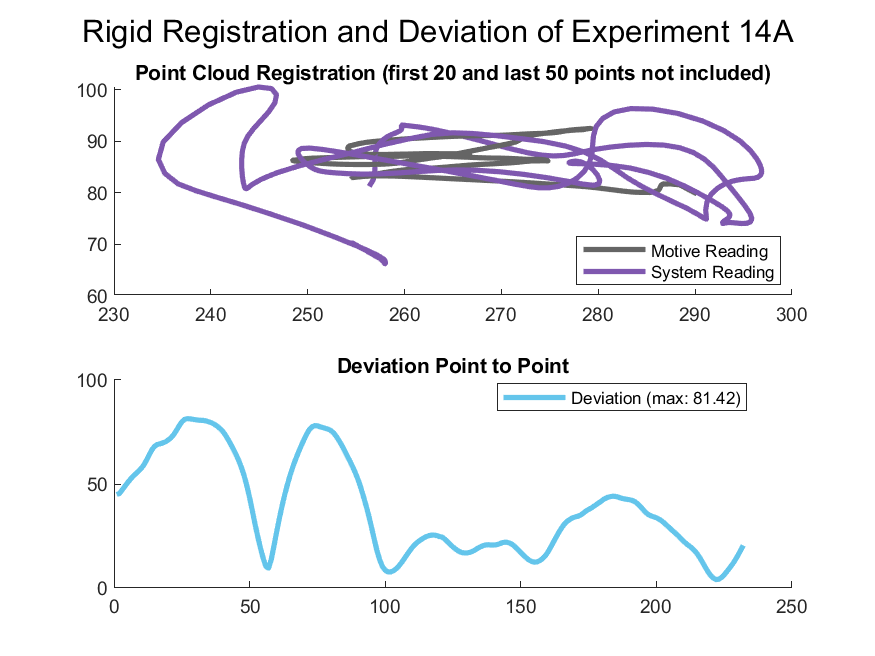 Rigid Registration and Deviation of Experiment 14A
Point Cloud Registration (first 20 and last 50 points not included)
100
90
80
70
60
230 240 250 260 270 280 290 300
Motive Reading
System Reading
Deviation Point to Point
100
50
0
0 50 100 150 200 250
Deviation (max: 81.42)